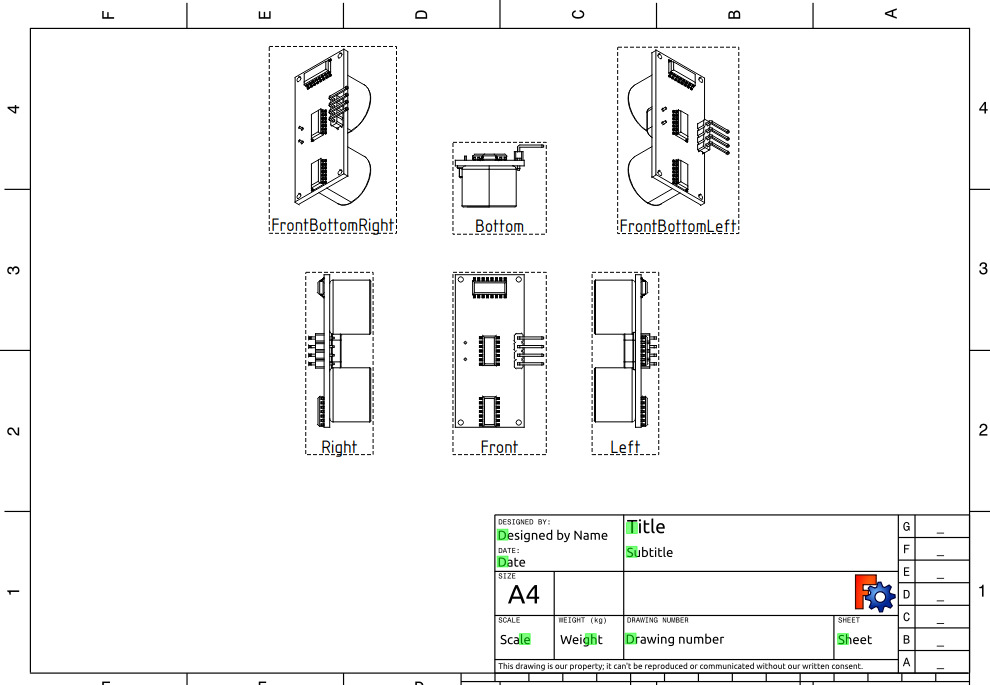 F E D C B A
4 4
FrontBottomRight Bottom FrontBottomLeft
3 3
Right Front Left
2 2
DESIGNED BY:
Designed by Name
DATE:
Date
Title
Subtitle
SIZE
A4
SCALE
Scale
WEIGHT (kg)
Weight
DRAWING NUMBER
Drawing number
SHEET
Sheet
This drawing is our property; it can't be reproduced or communicated without our written consent.
G _
F _
E _
D _
C _
B _
A _
1 1